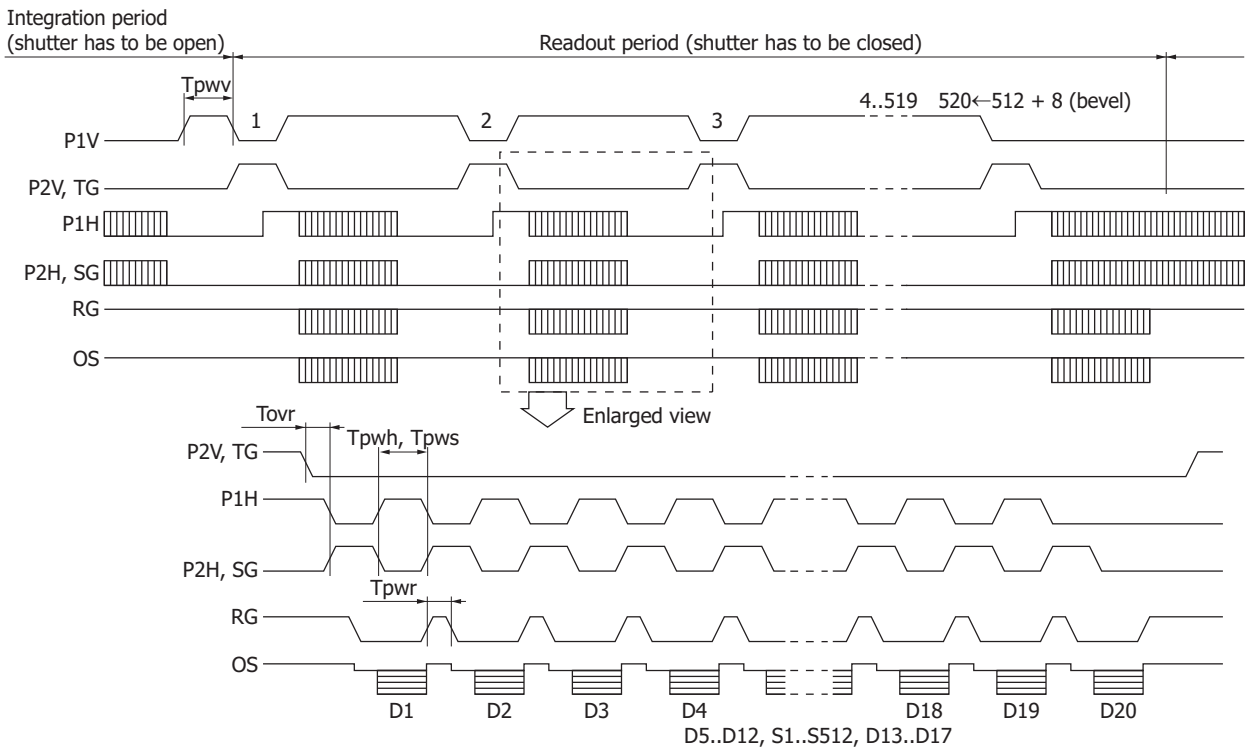 Integration period
(shutter has to be open)
Readout period (shutter has to be closed)
Tpwv
4..519 520←512 + 8 (bevel)
1
2
3
P1V
P2V, TG
P1H
P2H, SG
RG
OS
Enlarged view
Tovr
Tpwh, Tpws
P2V, TG
P1H
P2H, SG
Tpwr
RG
OS
D1
D2
D3
D4
D18
D19
D20
D5..D12, S1..S512, D13..D17